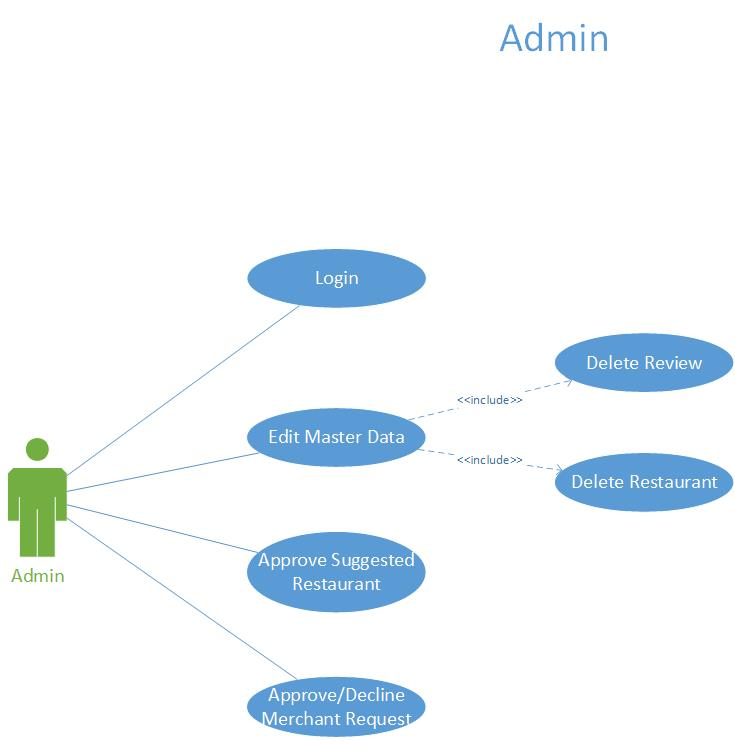 Admin
Login
Delete Review
<<include>>
Edit Master Data
<<include>>
Delete Restaurant
Approve Suggested
Restaurant
Admin
Approve/Decline
Merchant Request